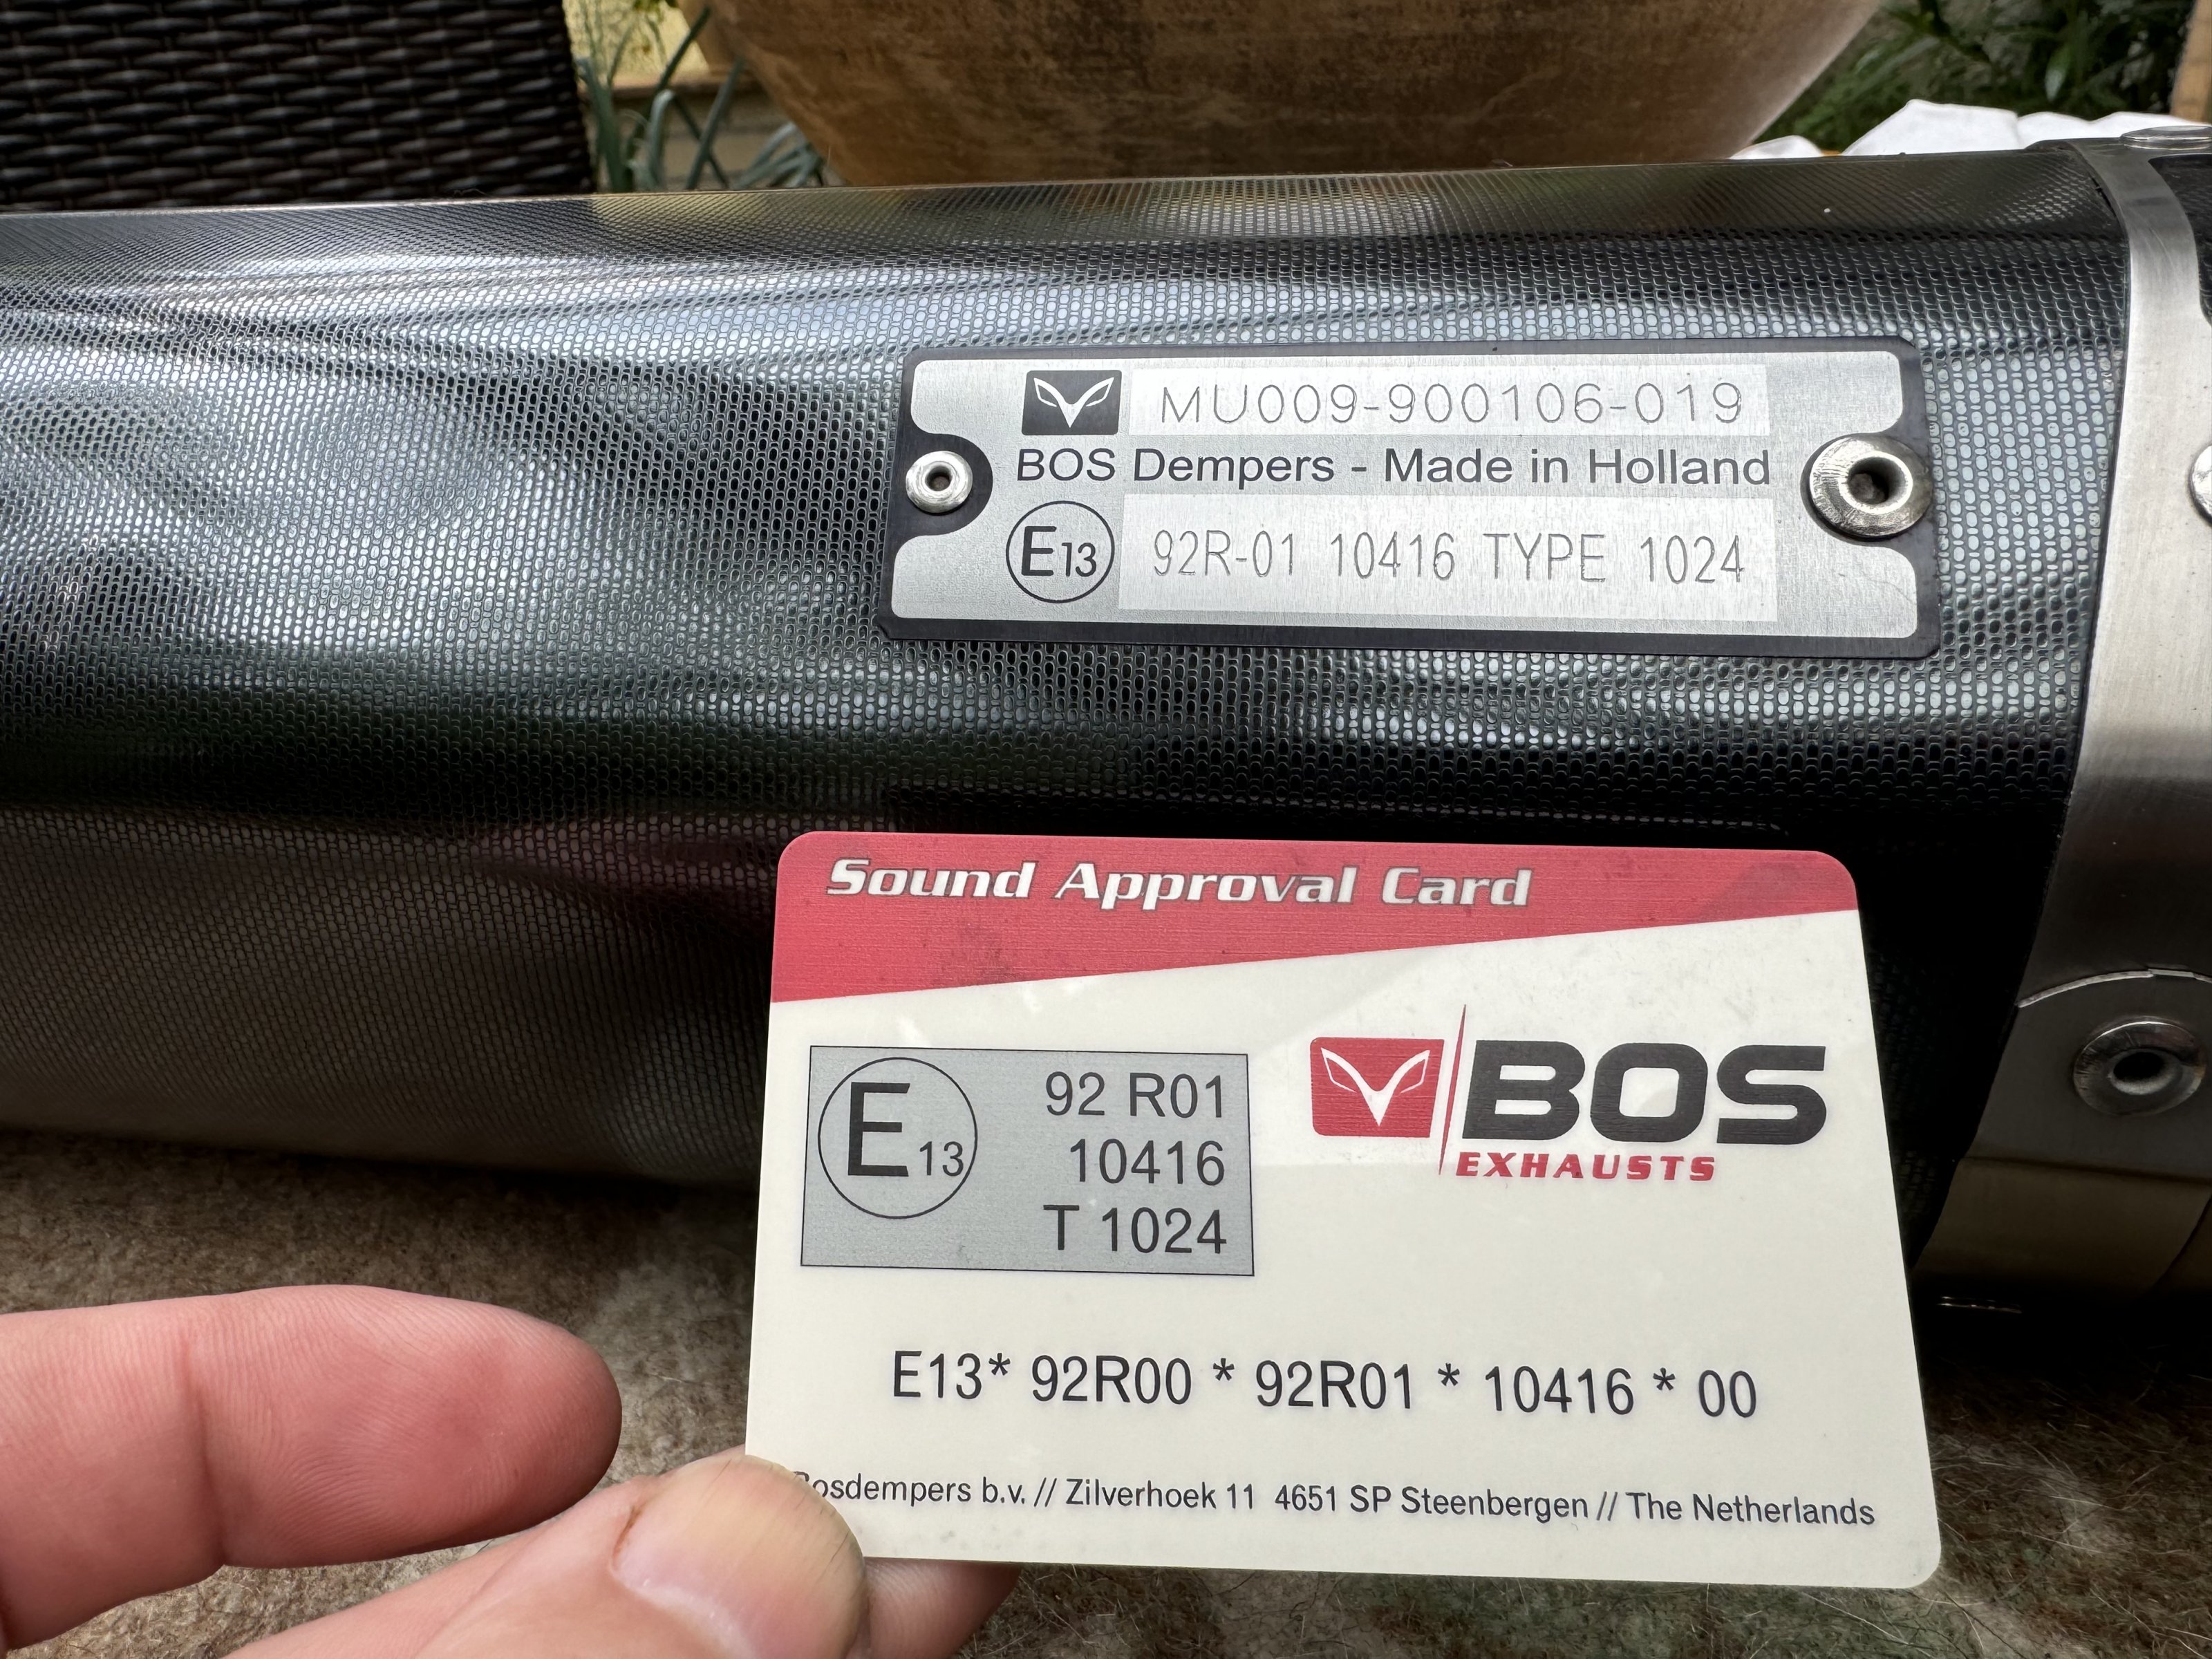 MU009-900106-019
BOS Dempers - Made in Holland
E13 92R-01 10416 TYPE 1024
Sound Approval Card
E13
92 R01
10416
T 1024
BOS
EXHAUSTS
E13* 92R00 * 92R01 * 10416 * 00
Bosdempers b.v. // Zilverhoek 11 4651 SP Steenbergen // The Netherlands